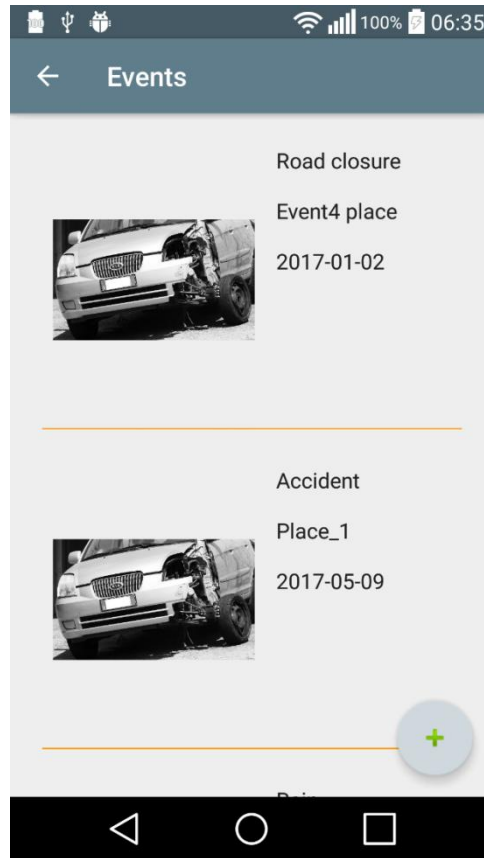 100% 06:35
Events
Road closure
Event4 place
2017-01-02
Accident
Place_1
2017-05-09
+